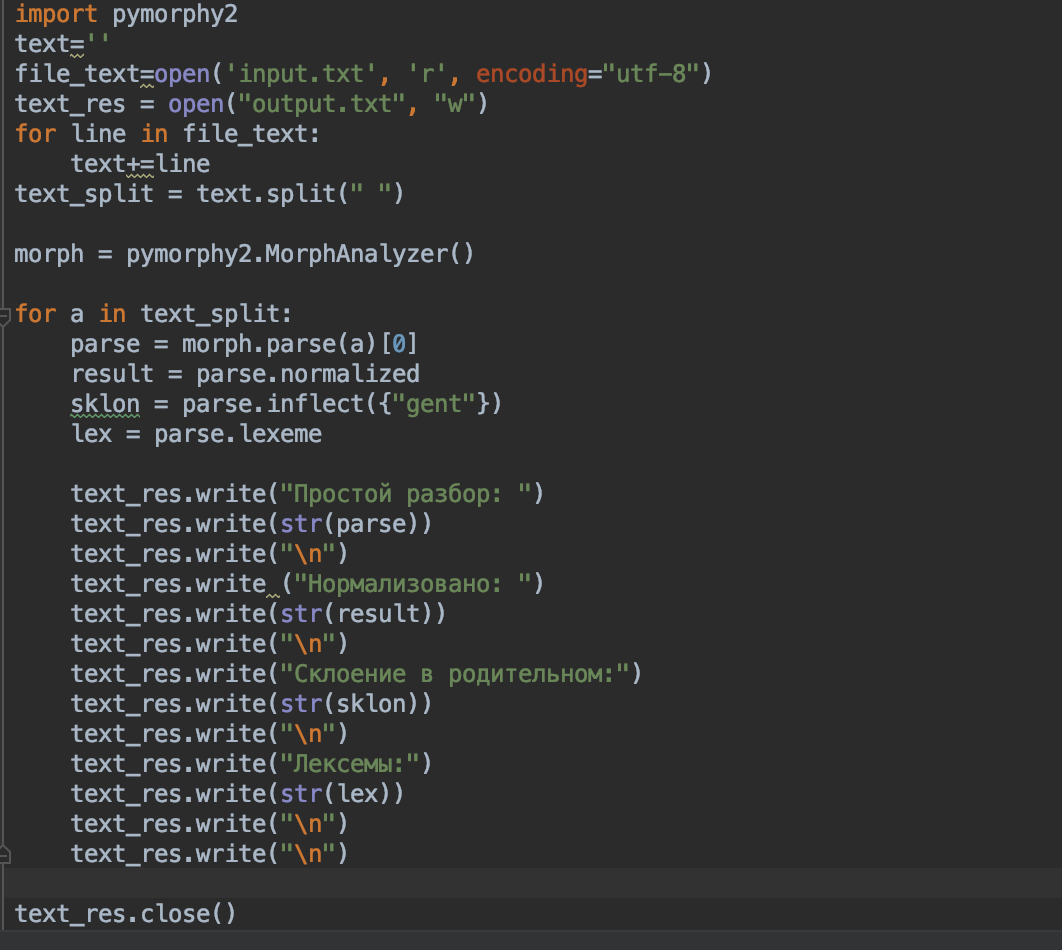 import pymorphy2
text=''
file_text=open('input.txt', 'r', encoding="utf-8")
text_res = open("output.txt", "w")
for line in file_text:
    text+=line
text_split = text.split(" ")

morph = pymorphy2.MorphAnalyzer()

for a in text_split:
    parse = morph.parse(a)[0]
    result = parse.normalized
    sklon = parse.inflect({"gent"})
    lex = parse.lexeme

    text_res.write("Простой разбор: ")
    text_res.write(str(parse))
    text_res.write("\n")
    text_res.write ("Нормализовано: ")
    text_res.write(str(result))
    text_res.write("\n")
    text_res.write("Склоение в родительном:")
    text_res.write(str(sklon))
    text_res.write("\n")
    text_res.write("Лексемы:")
    text_res.write(str(lex))
    text_res.write("\n")
    text_res.write("\n")

text_res.close()